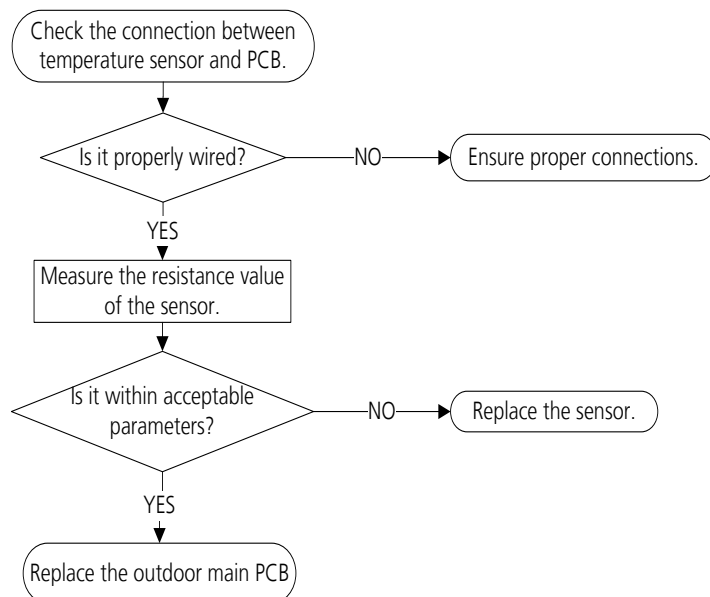 Check the connection between
temperature sensor and PCB.
Is it properly wired?
NO
Ensure proper connections.
YES
Measure the resistance value
of the sensor.
Is it within acceptable
parameters?
NO
Replace the sensor.
YES
Replace the outdoor main PCB